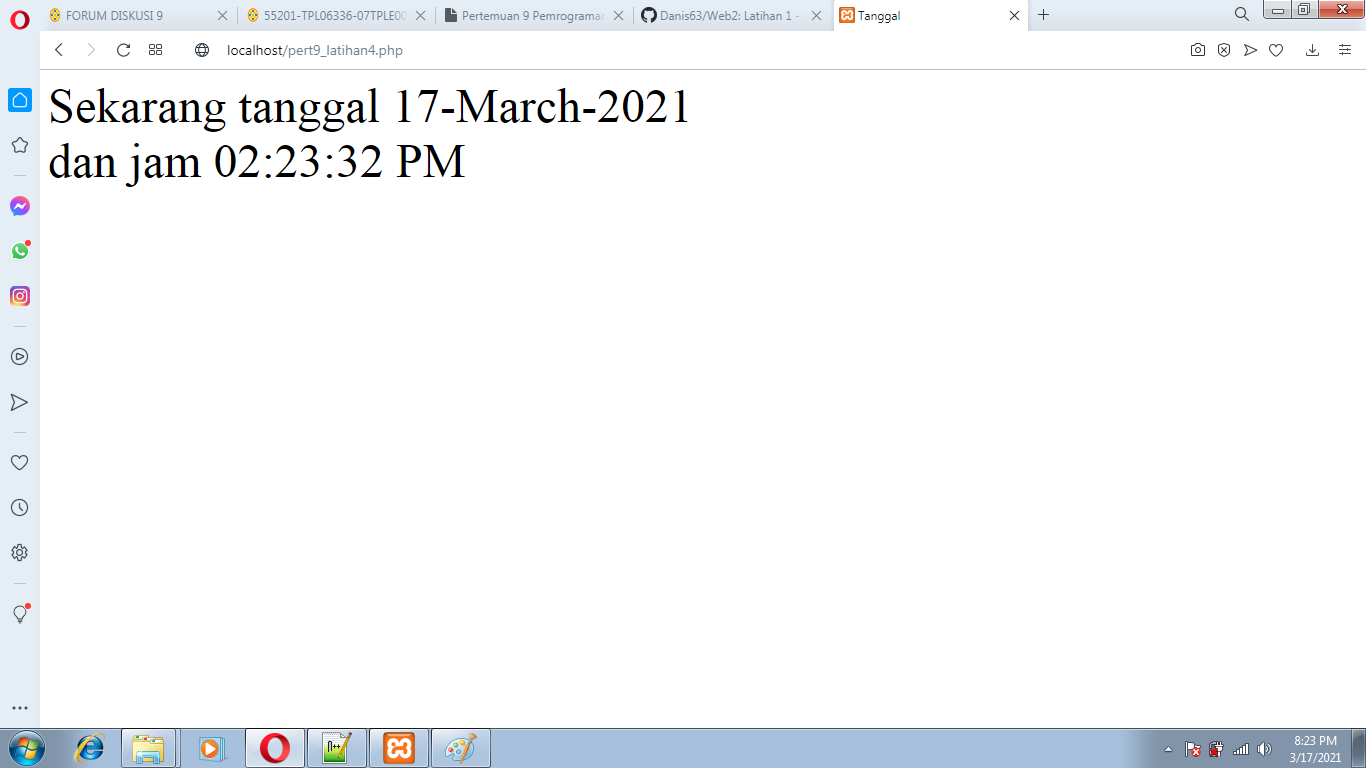 FORUM DISKUSI 9
55201-TPL06336-07TPLE00
Pertemuan 9 Pemrograman
Danis63/Web2: Latihan 1 -
Tanggal
localhost/pert9_latihan4.php
Sekarang tanggal 17-March-2021
dan jam 02:23:32 PM
8:23 PM
3/17/2021